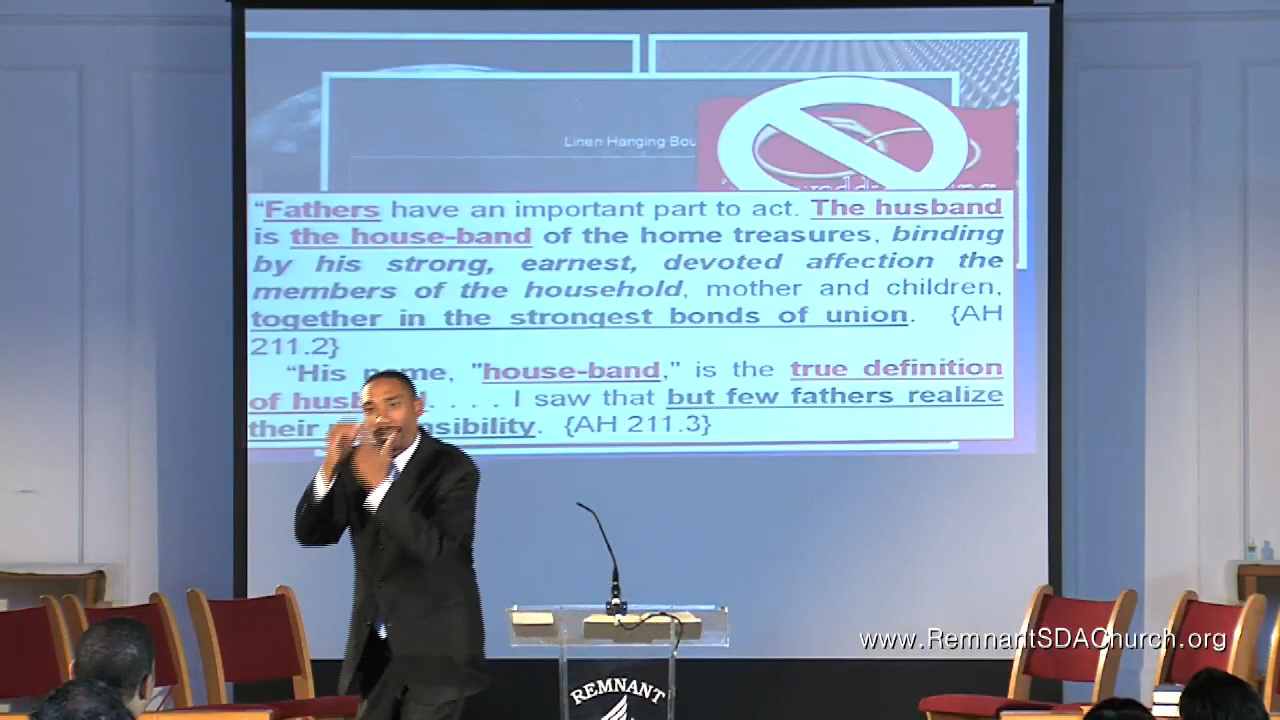 Linen Hanging Bou
“Fathers have an important part to act. The husband
is the house-band of the home treasures, binding
by his strong, earnest, devoted affection the
members of the household, mother and children,
together in the strongest bonds of union. {AH
211.2}
“His name, "house-band," is the true definition
of husband. . . . . I saw that but few fathers realize
their responsibility. {AH 211.3}
www.RemnantSDAChurch.org
REMNANT